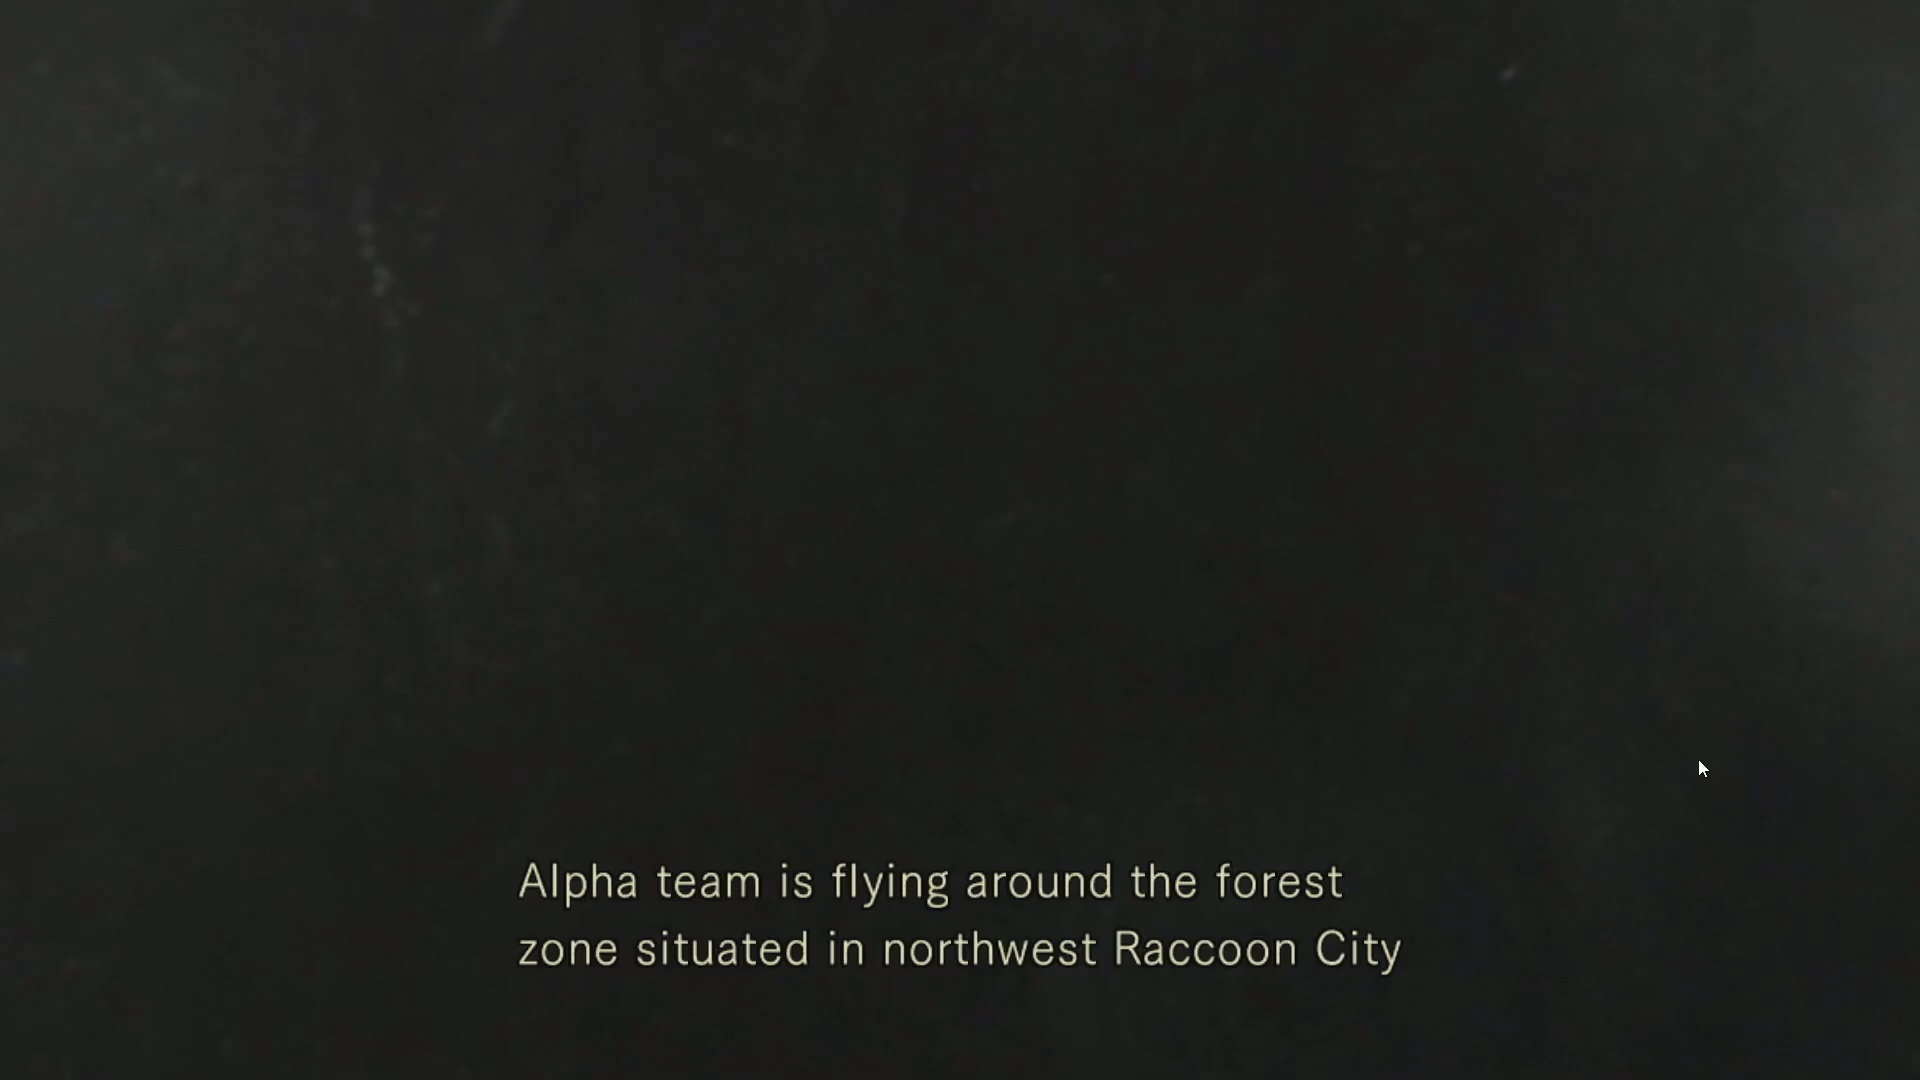 Alpha team is flying around the forest
zone situated in northwest Raccoon City